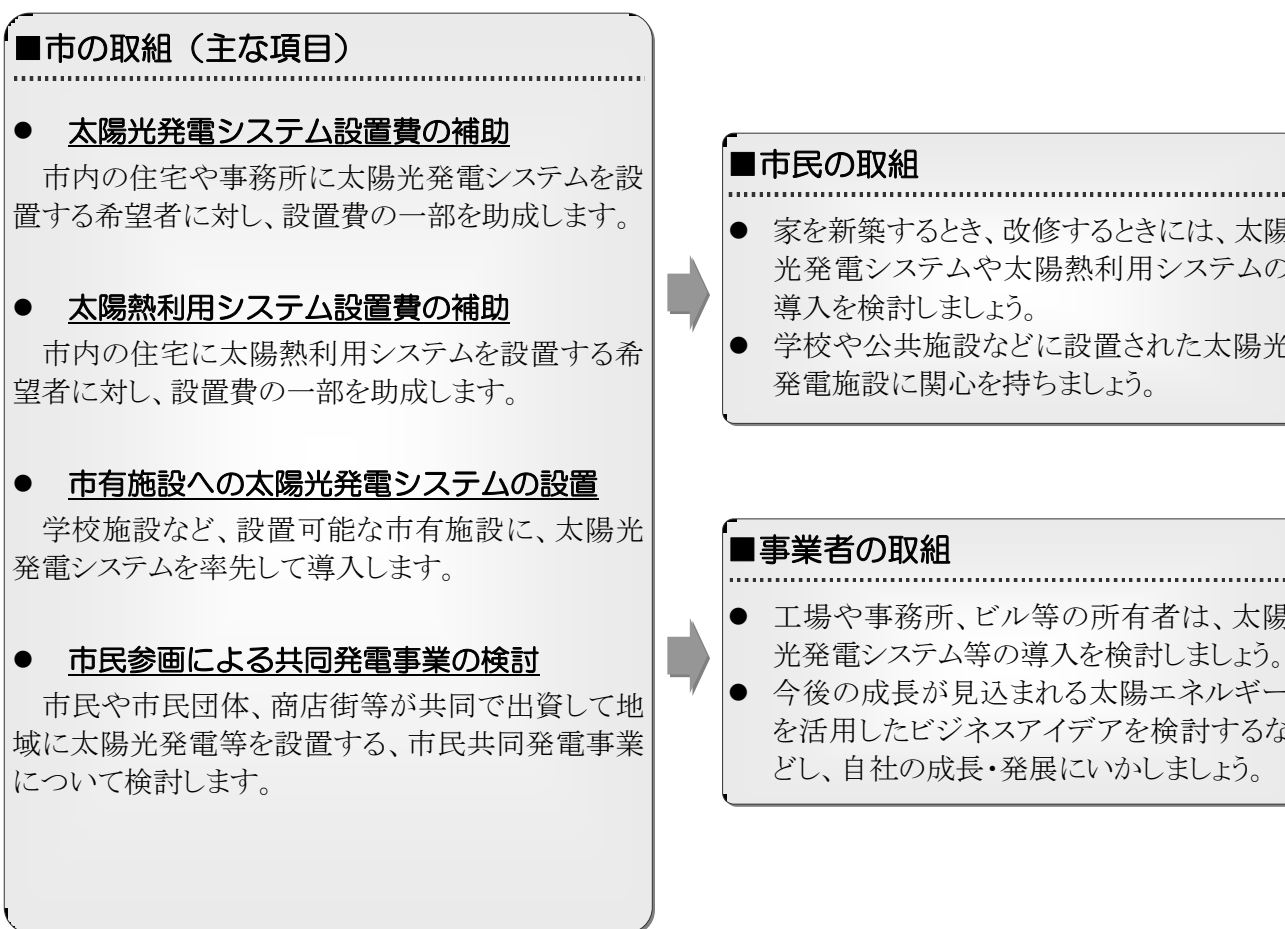 ■市の取組（主な項目）
● 太陽光発電システム設置費の補助
市内の住宅や事務所に太陽光発電システムを設
置する希望者に対し、設置費の一部を助成します。
● 太陽熱利用システム設置費の補助
市内の住宅に太陽熱利用システムを設置する希
望者に対し、設置費の一部を助成します。
● 市有施設への太陽光発電システムの設置
学校施設など、設置可能な市有施設に、太陽光
発電システムを率先して導入します。
● 市民参画による共同発電事業の検討
市民や市民団体、商店街等が共同で出資して地
域に太陽光発電等を設置する、市民共同発電事業
について検討します。
■市民の取組
● 家を新築するとき、改修するときには、太陽
光発電システムや太陽熱利用システムの
導入を検討しましょう。
● 学校や公共施設などに設置された太陽光
発電施設に関心を持ちましょう。
■事業者の取組
● 工場や事務所、ビル等の所有者は、太陽
光発電システム等の導入を検討しましょう。
● 今後の成長が見込まれる太陽エネルギー
を活用したビジネスアイデアを検討するな
どし、自社の成長・発展にいかしましょう。